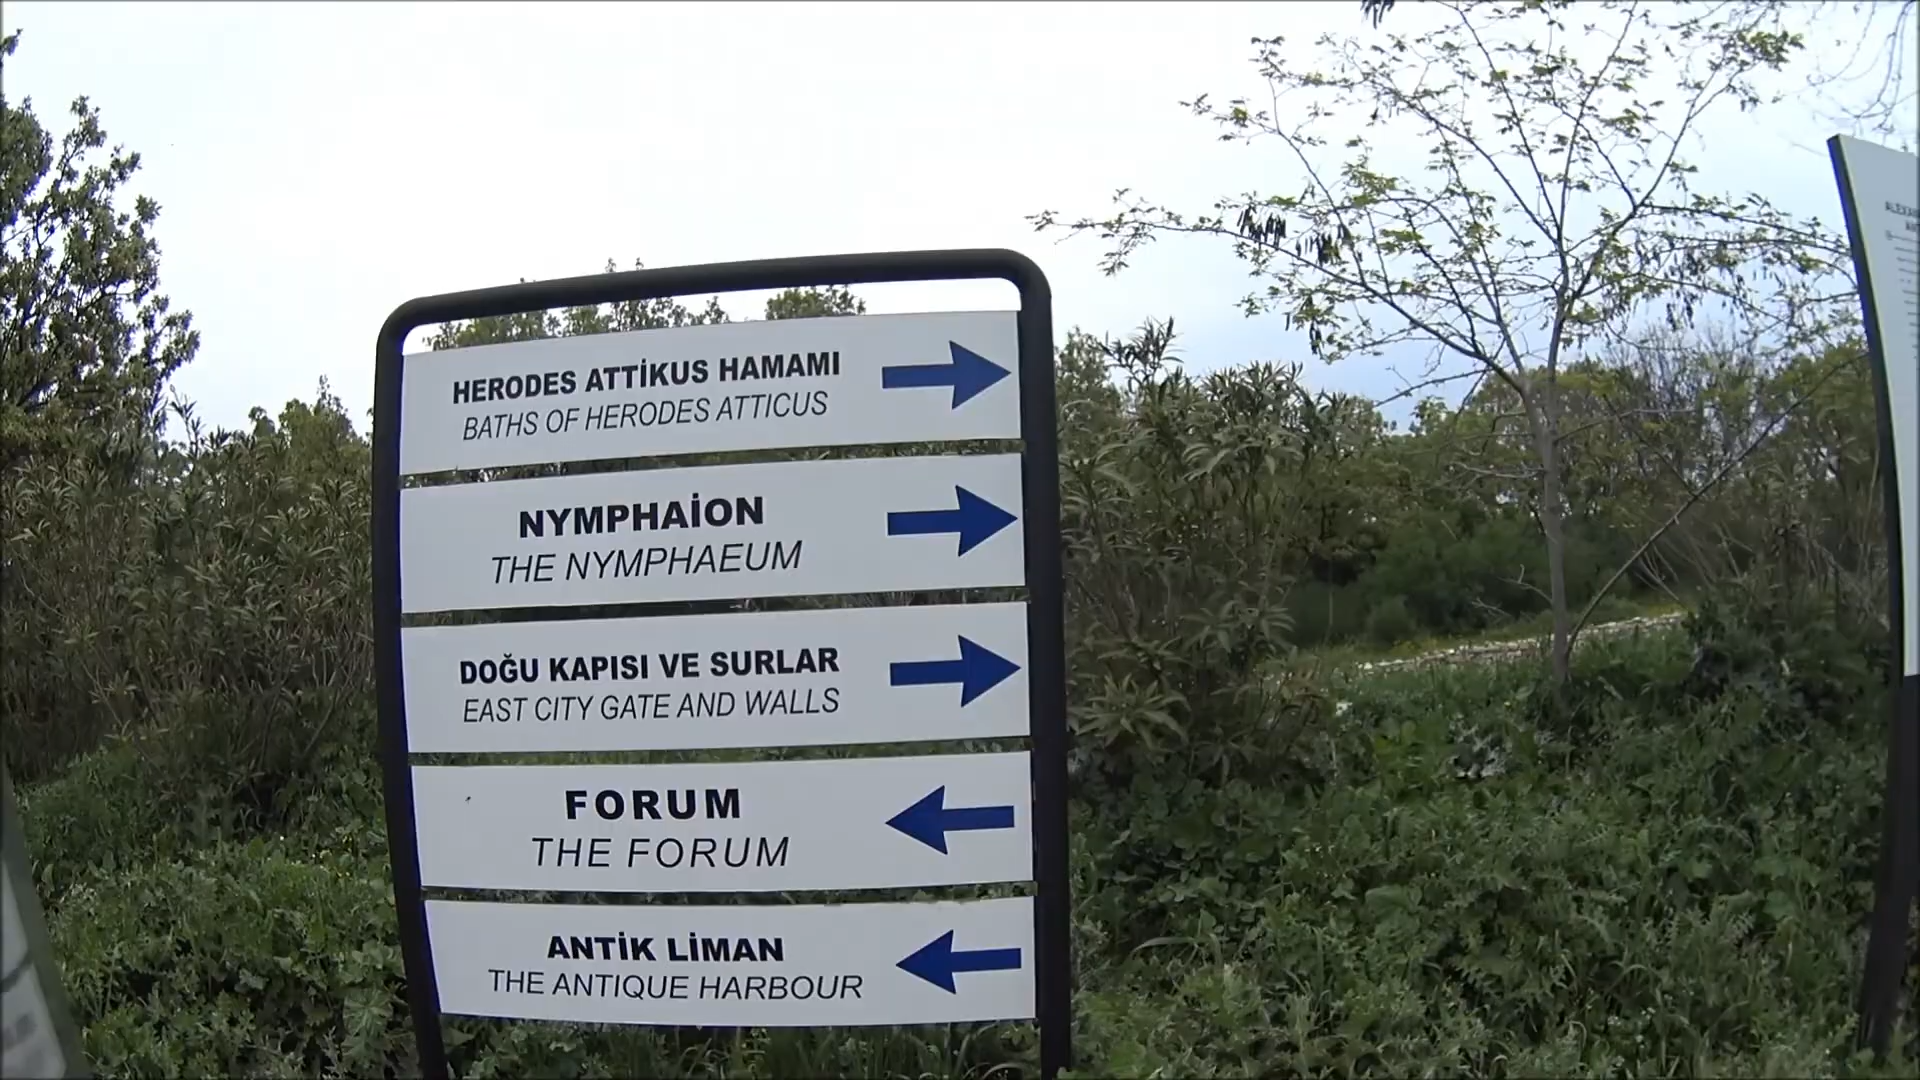 HERODES ATTİKUS HAMAMI
BATHS OF HERODES ATTICUS
NYMPHAİON
THE NYMPHAEUM
DOĞU KAPISI VE SURLAR
EAST CITY GATE AND WALLS
FORUM
THE FORUM
ANTİK LİMAN
THE ANTIQUE HARBOUR